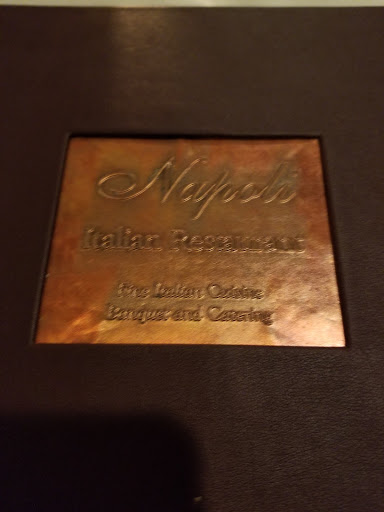 Napoli
Italian Restaurant
Fine Italian Cuisine
Banquet and Catering